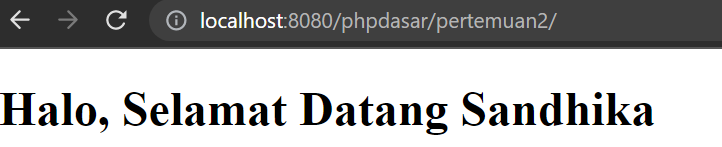 localhost:8080/phpdasar/pertemuan2/
Halo, Selamat Datang Sandhika